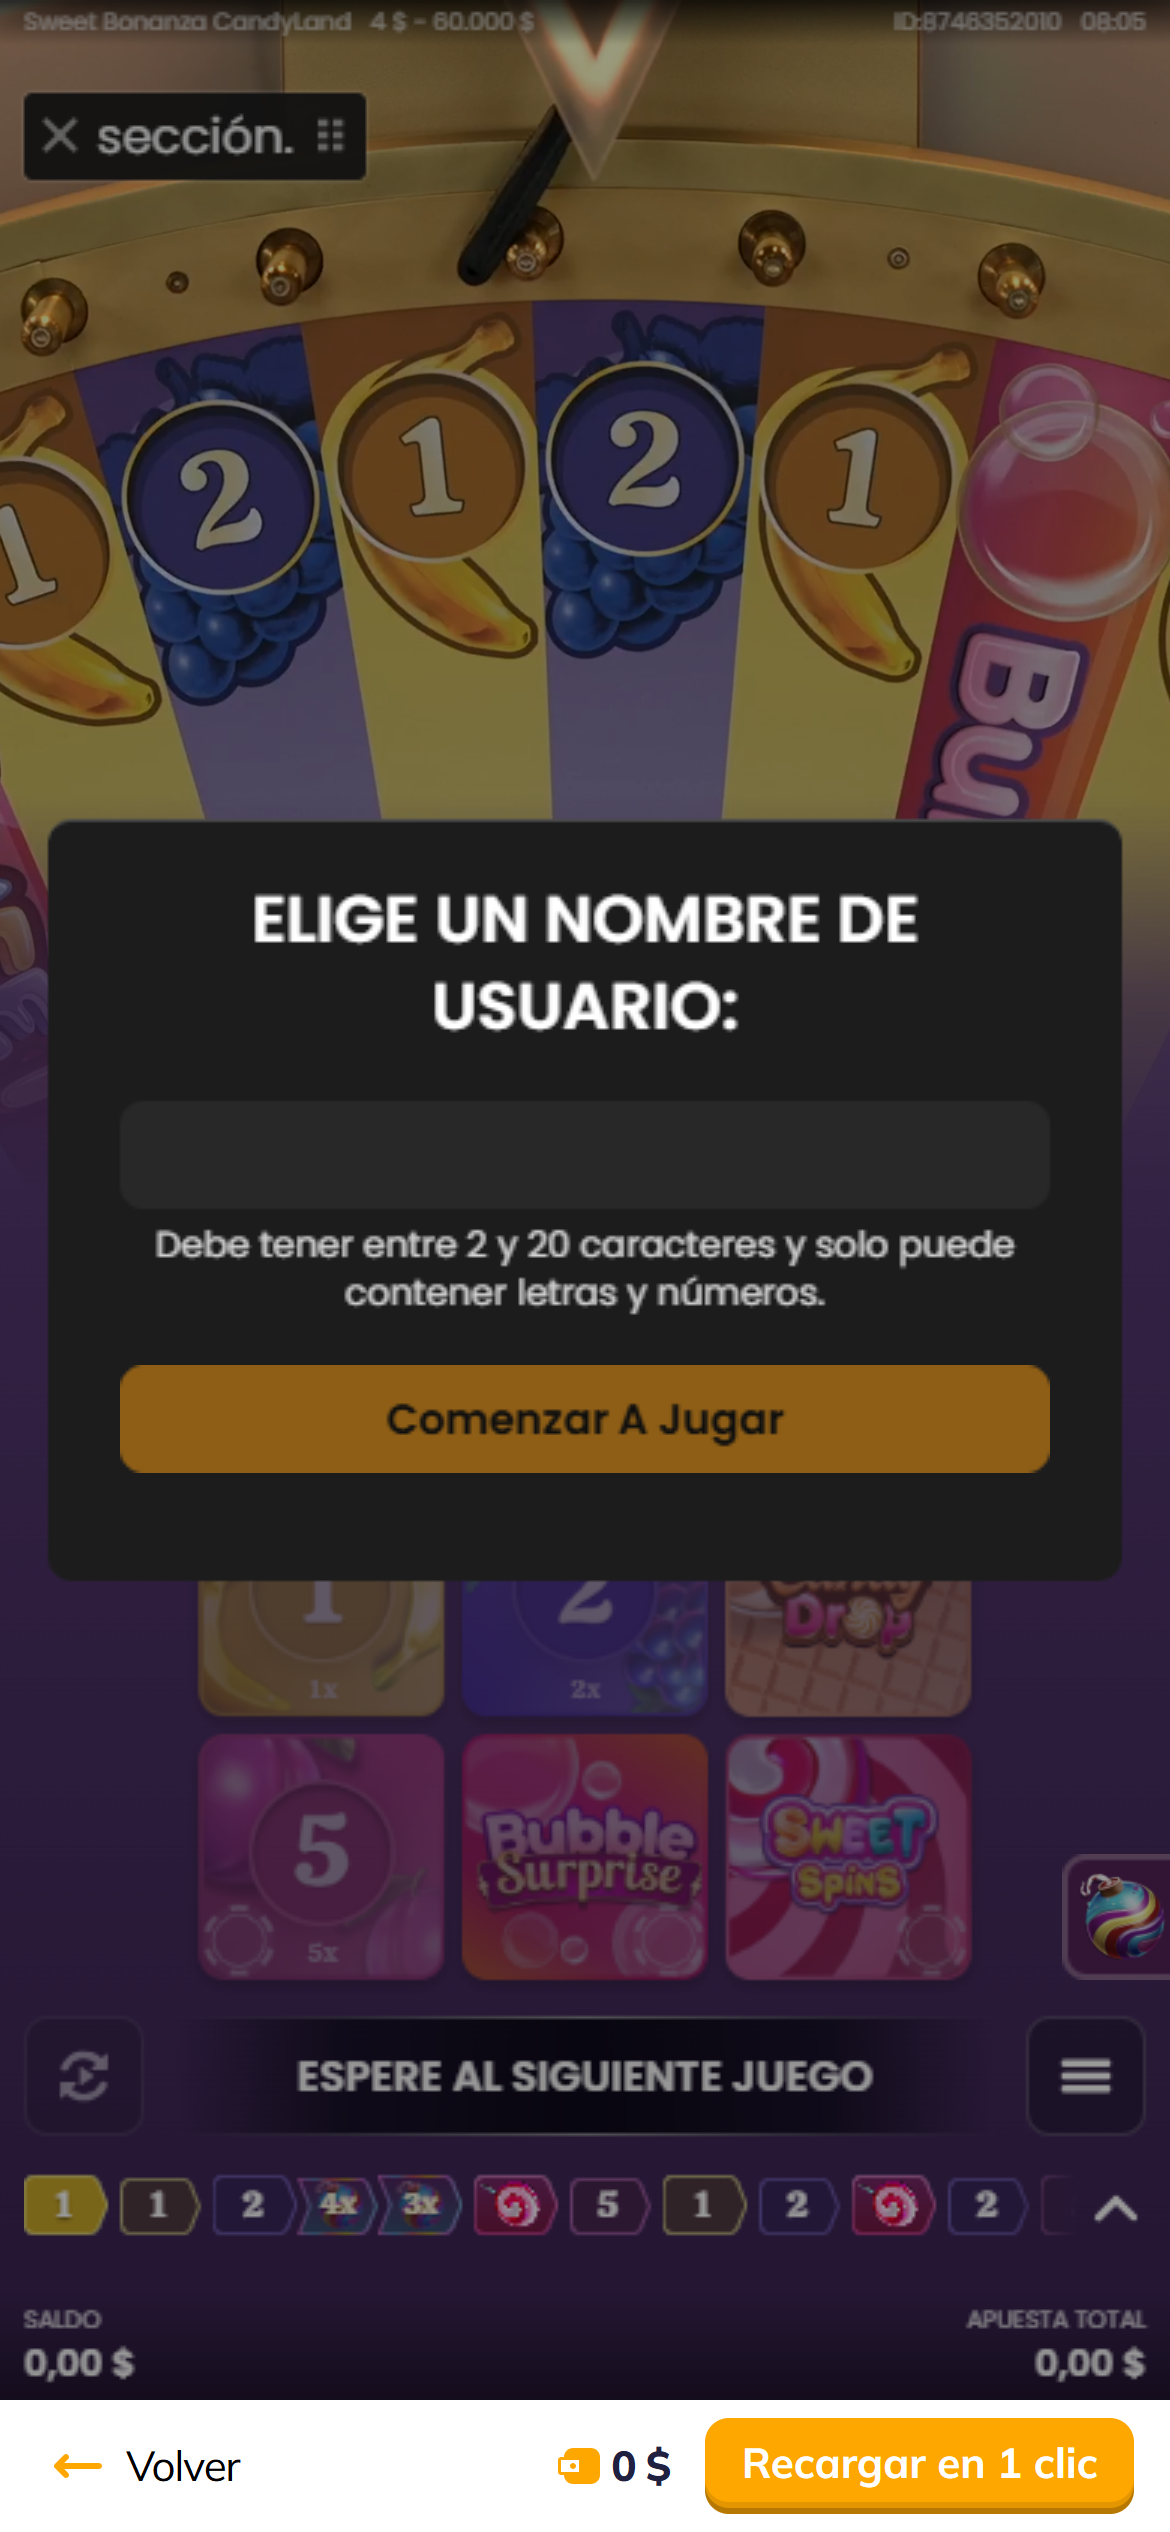 Sweet Bonanza CandyLand 4 $ - 60.000 $
ID:8746352010 08:05
sección.
1 2 1 2 1
Bu
ELIGE UN NOMBRE DE
USUARIO:
Debe tener entre 2 y 20 caracteres y solo puede
contener letras y números.
Comenzar A Jugar
1 2 Candy
Drop
1x 2x
5 Bubble
Surprise
SWEET
SPINS
5x
ESPERE AL SIGUIENTE JUEGO
1 1 2 4x 3x 5 1 2 2
SALDO
0,00 $
APUESTA TOTAL
0,00 $
Volver
0 $
Recargar en 1 clic